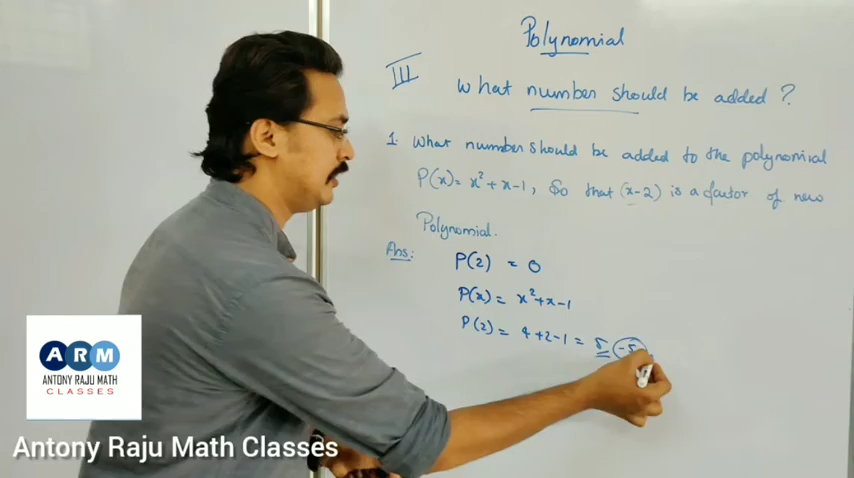 Polynomial
III
What number should be added?
1. What number should be added to the polynomial
P(x) = x² + x - 1, So that (x-2) is a factor of new
Polynomial.
Ans:
P(2) = 0
P(x) = x² + x - 1
P(2) = 4 + 2 - 1 = 5 (-5)
ARM
ANTONY RAJU MATH
CLASSES
Antony Raju Math Classes